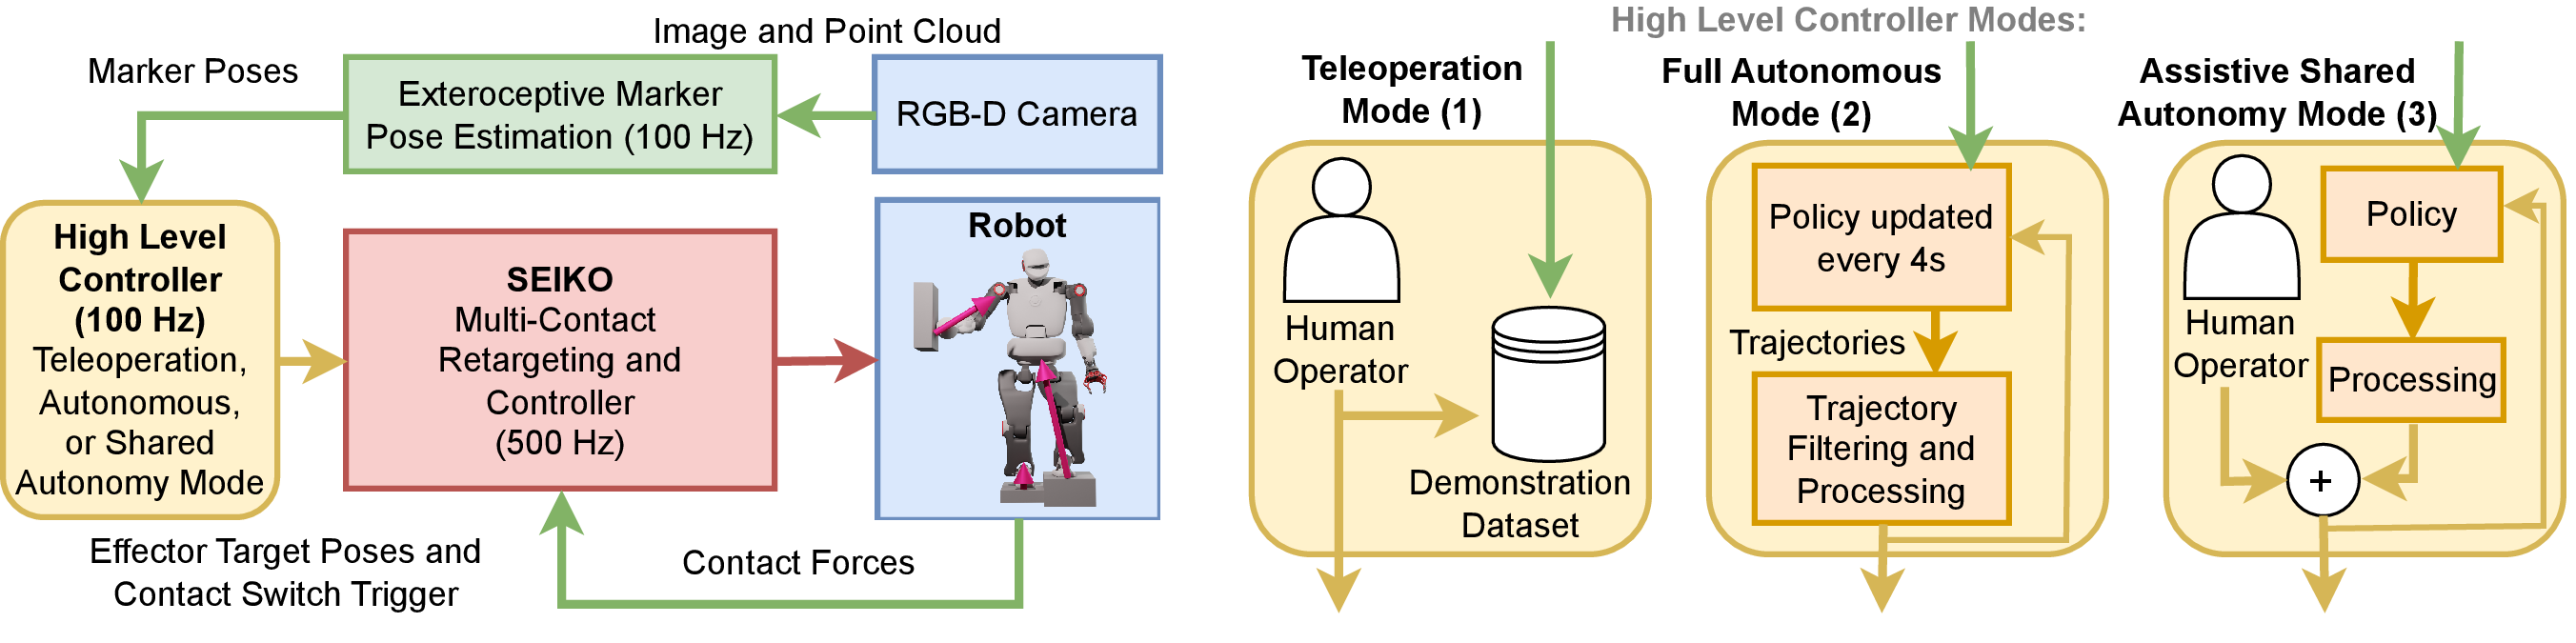 Image and Point Cloud
Marker Poses
Exteroceptive Marker
Pose Estimation (100 Hz)
RGB-D Camera
High Level
Controller
(100 Hz)
Teleoperation,
Autonomous,
or Shared
Autonomy Mode
SEIKO
Multi-Contact
Retargeting and
Controller
(500 Hz)
Robot
Effector Target Poses and
Contact Switch Trigger
Contact Forces
High Level Controller Modes:
Teleoperation
Mode (1)
Human
Operator
Demonstration
Dataset
Full Autonomous
Mode (2)
Policy updated
every 4s
Trajectories
Trajectory
Filtering and
Processing
Assistive Shared
Autonomy Mode (3)
Human
Operator
Policy
Processing
+